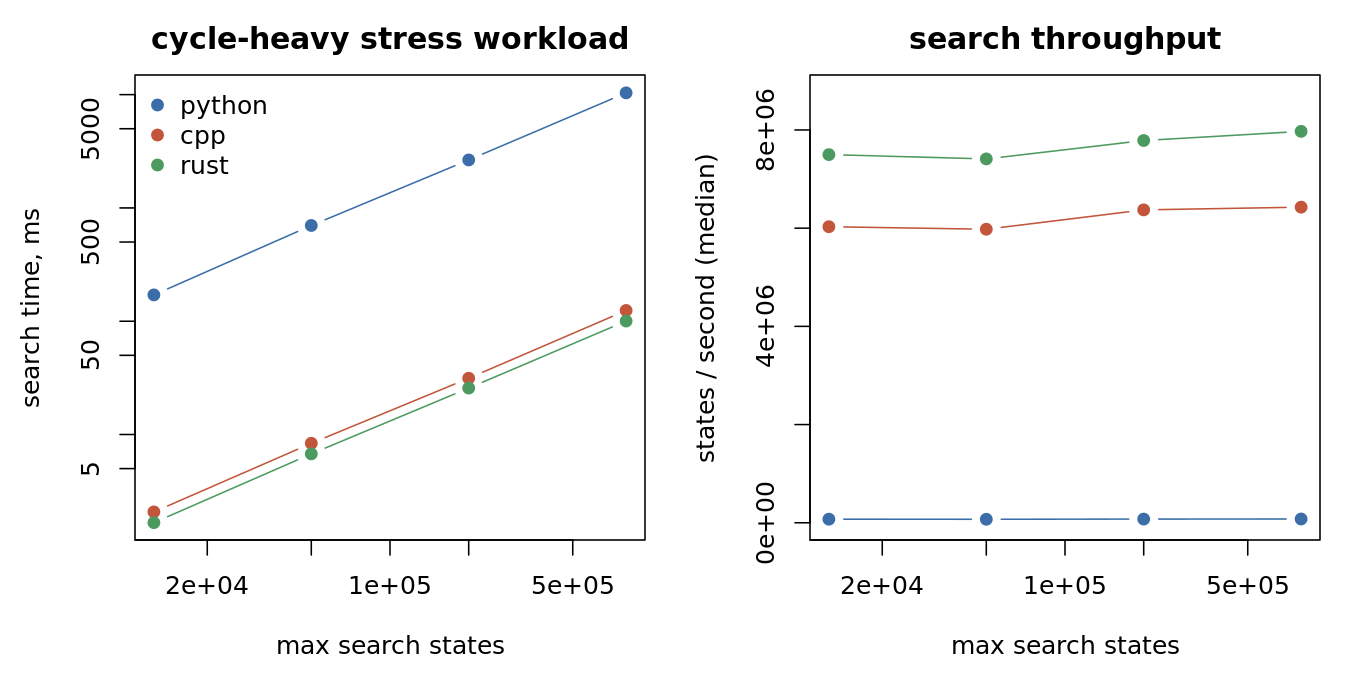 cycle-heavy stress workload
python
cpp
rust
search time, ms
5000
500
50
5
2e+04
1e+05
5e+05
max search states
search throughput
states / second (median)
8e+06
4e+06
0e+00
2e+04
1e+05
5e+05
max search states